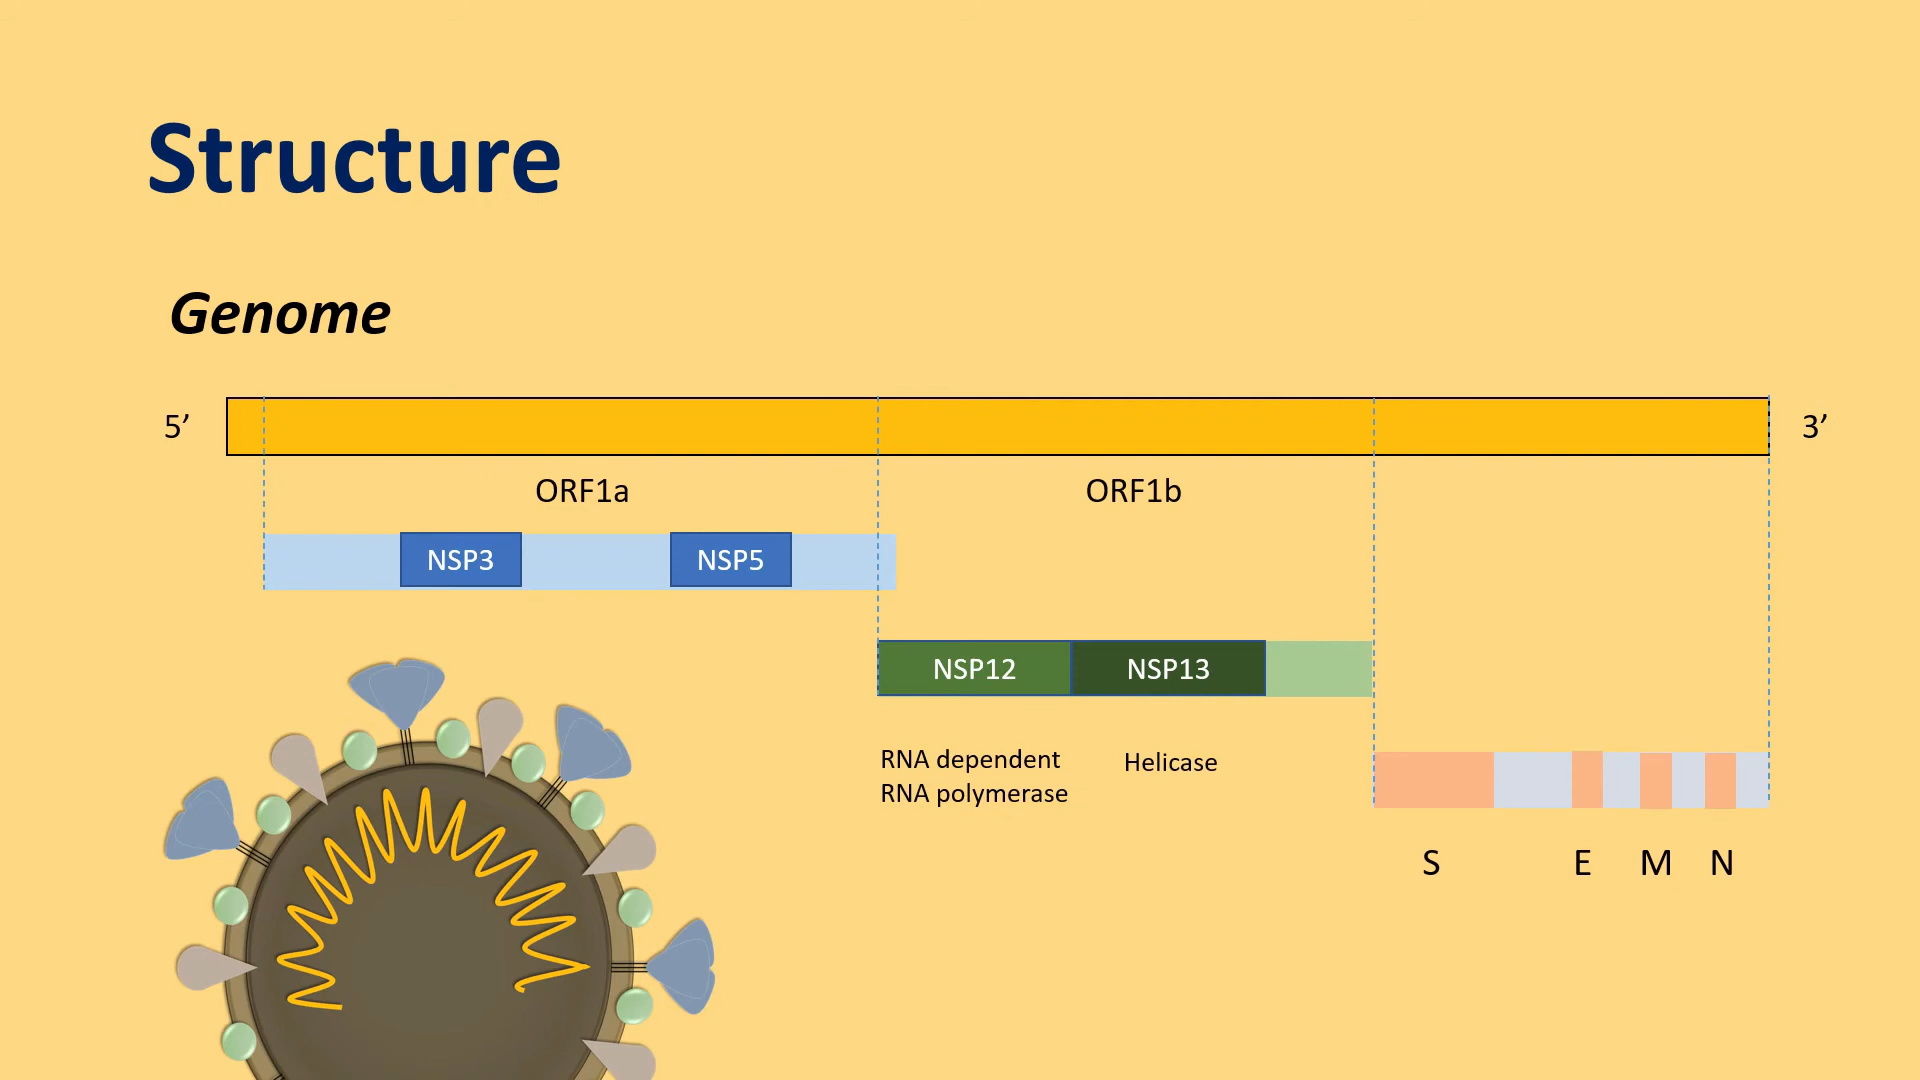 Structure
Genome
5’
3’
ORF1a
ORF1b
NSP3
NSP5
NSP12
NSP13
RNA dependent
RNA polymerase
Helicase
S
E
M
N